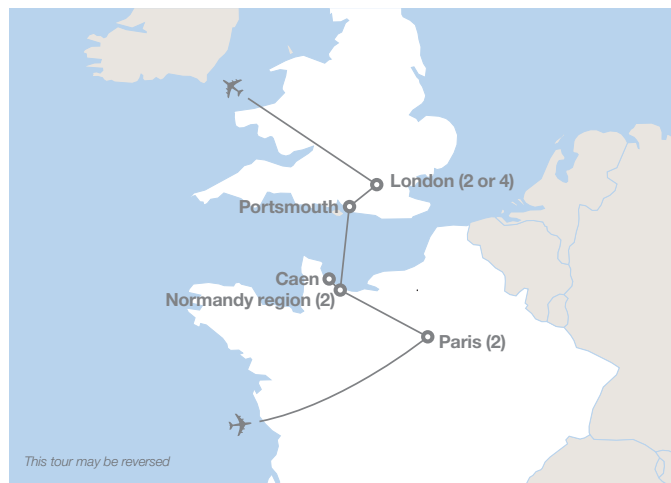 London (2 or 4)
Portsmouth
Caen
Normandy region (2)
Paris (2)
This tour may be reversed